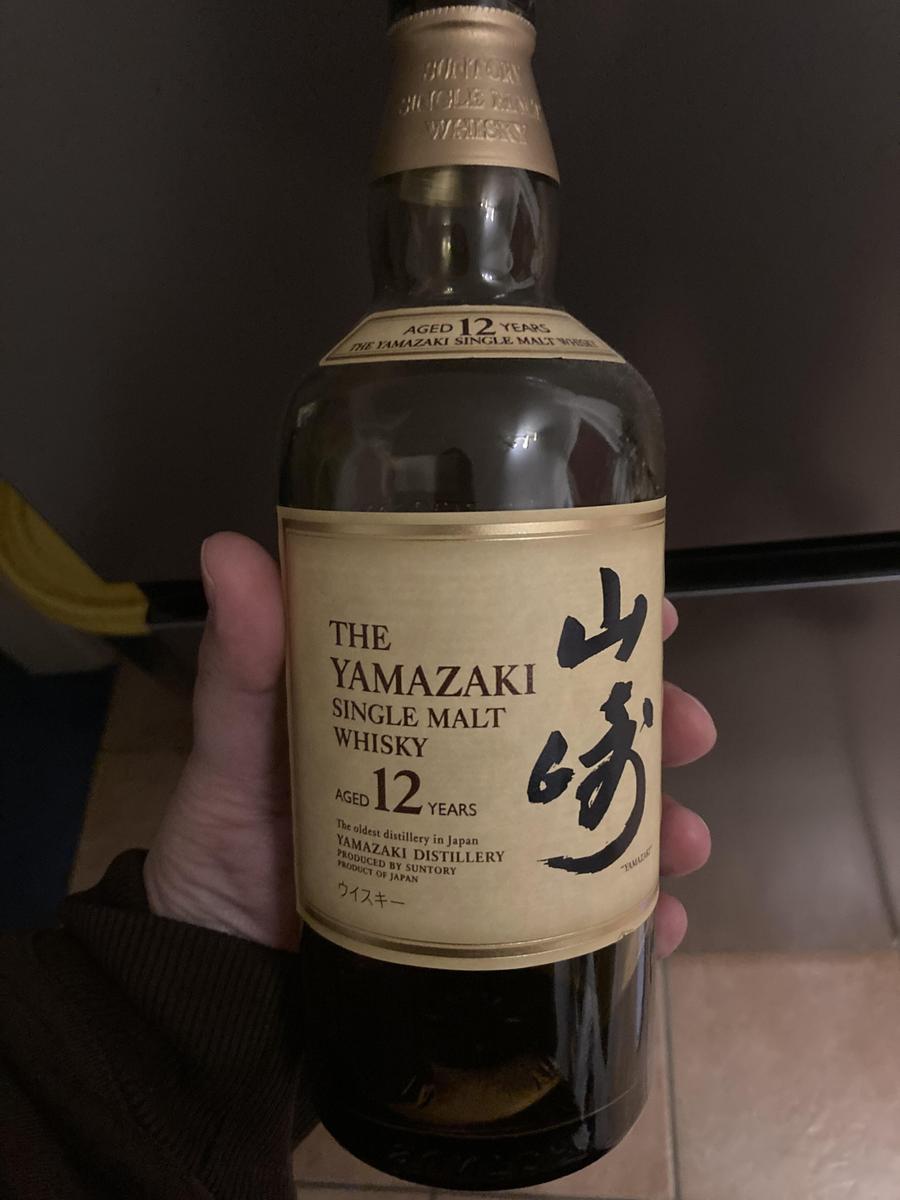 SUNTORY
SINGLE MALT
WHISKY
AGED 12 YEARS
THE YAMAZAKI SINGLE MALT WHISKY
THE
YAMAZAKI
SINGLE MALT
WHISKY
AGED 12 YEARS
The oldest distillery in Japan
YAMAZAKI DISTILLERY
PRODUCED BY SUNTORY
PRODUCT OF JAPAN
ウイスキー
山崎
"YAMAZAKI"